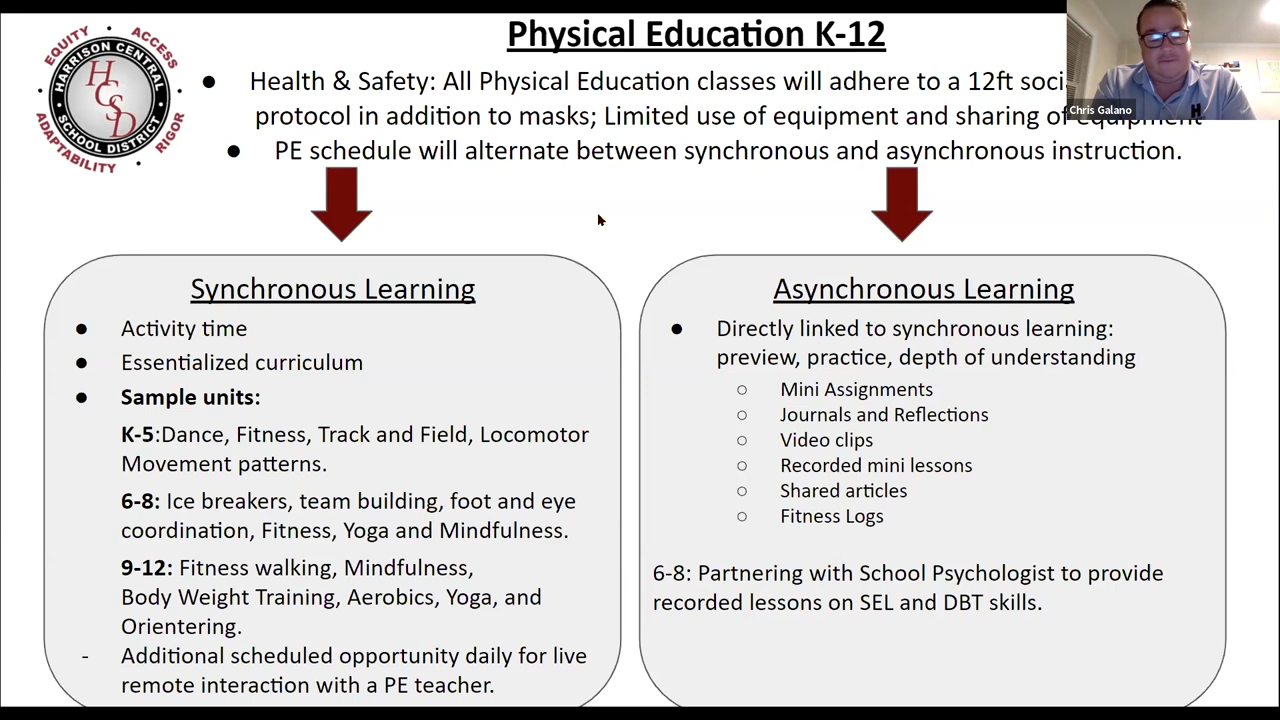 Physical Education K-12
EQUITY
ACCESS
HARRISON CENTRAL
HCSD
SCHOOL DISTRICT
ADAPTABILITY
RIGOR
● Health & Safety: All Physical Education classes will adhere to a 12ft
protocol in addition to masks; Limited use of equipment and sharing of equipment
● PE schedule will alternate between synchronus and asynchronous instruction.
Chris Galano
H
Synchronous Learning
● Activity time
● Essentialized curriculum
● Sample units:
K-5:Dance, Fitness, Track and Field, Locomotor
Movement patterns.
6-8: Ice breakers, team building, foot and eye
coordination, Fitness, Yoga and Mindfulness.
9-12: Fitness walking, Mindfulness,
Body Weight Training, Aerobics, Yoga, and
Orientering.
- Additional scheduled opportunity daily for live
remote interaction with a PE teacher.
Asynchronous Learning
● Directly linked to synchronous learning:
preview, practice, depth of understanding
○ Mini Assignments
○ Journals and Reflections
○ Video clips
○ Recorded mini lessons
○ Shared articles
○ Fitness Logs
6-8: Partnering with School Psychologist to provide
recorded lessons on SEL and DBT skills.